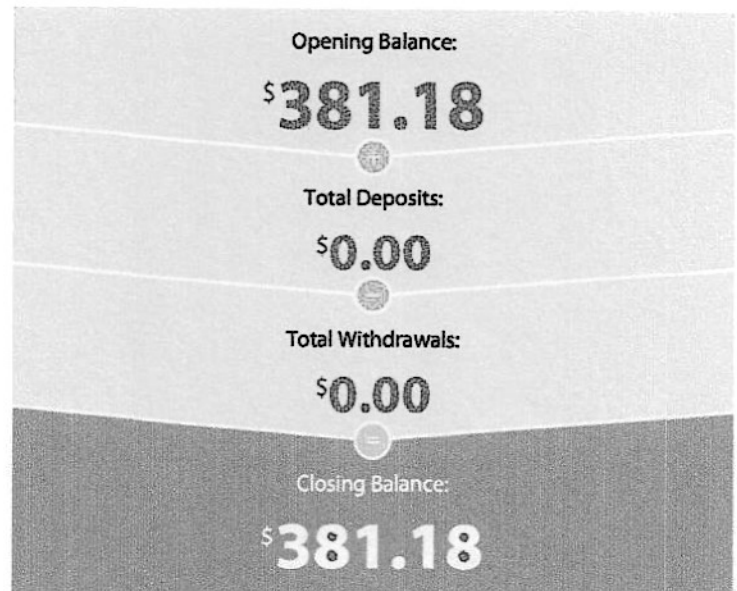 Opening Balance:
$381.18
+
Total Deposits:
$0.00
-
Total Withdrawals:
$0.00
=
Closing Balance:
$381.18